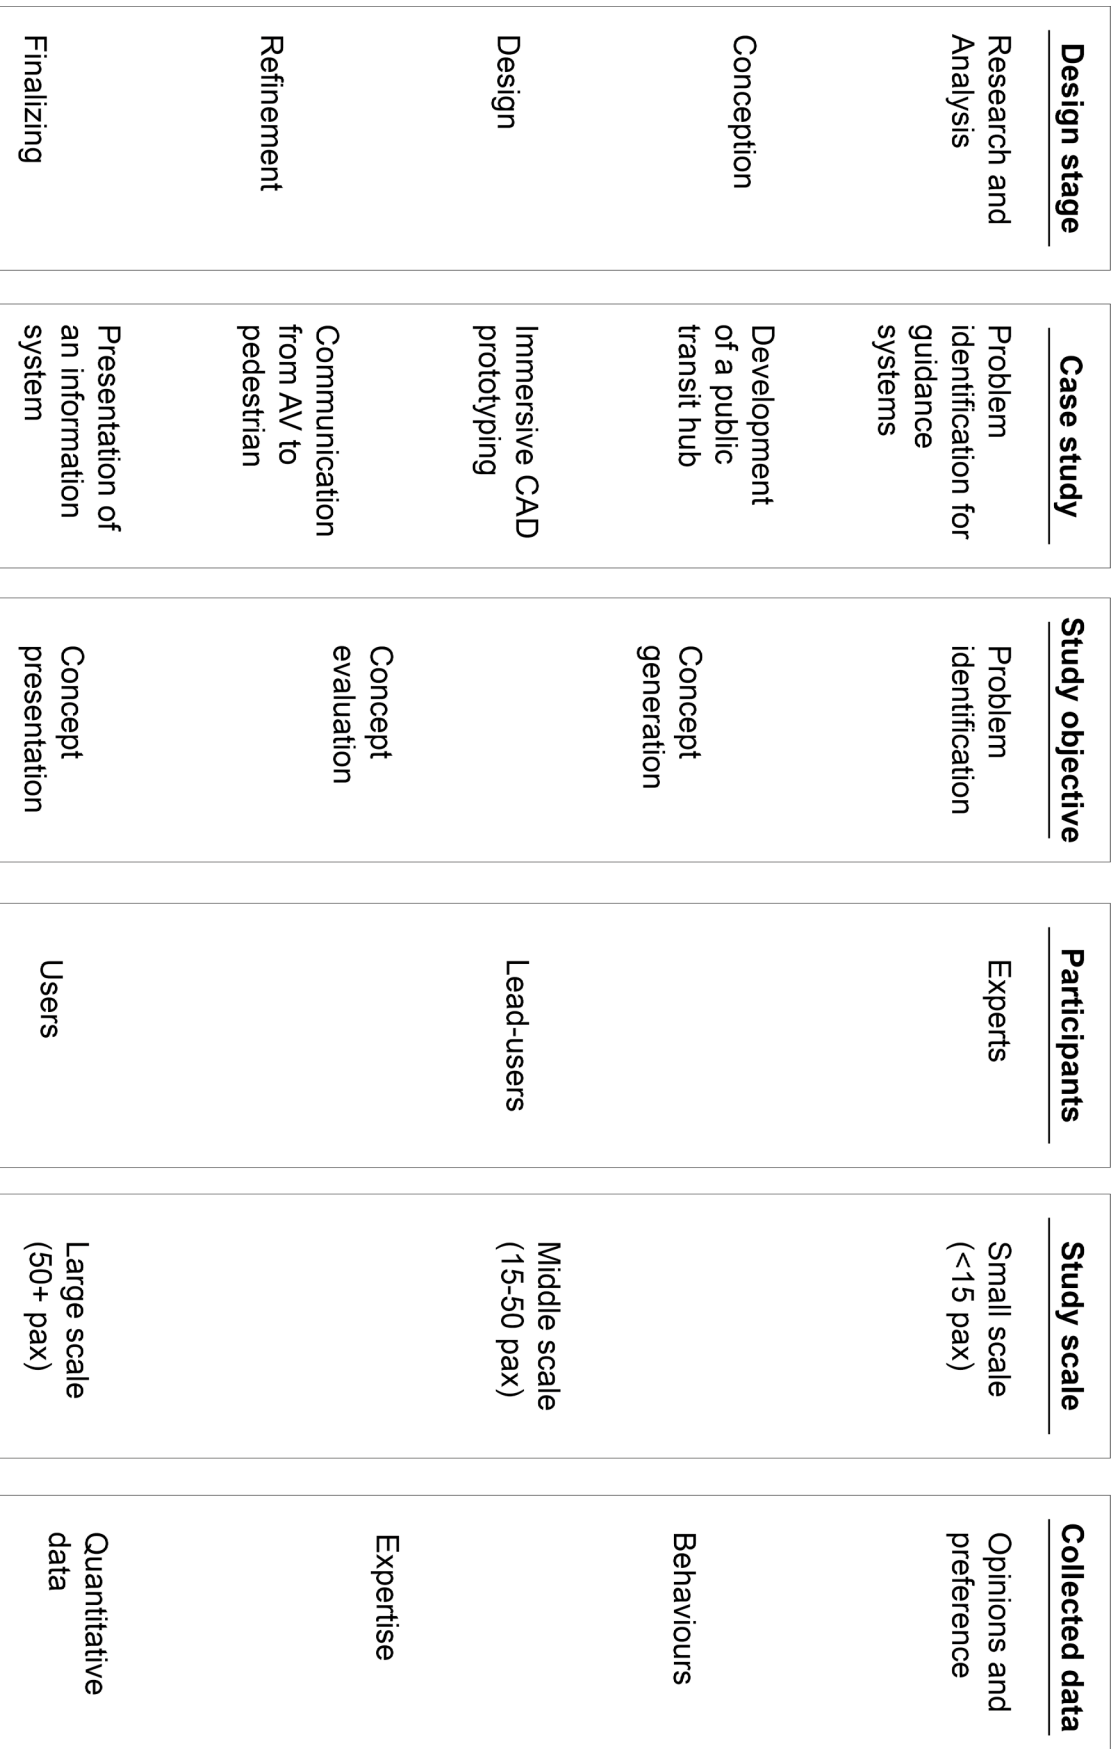 Design stage
Research and
Analysis
Conception
Design
Refinement
Finalizing
Case study
Problem
identification for
guidance
systems
Development
of a public
transit hub
Immersive CAD
prototyping
Communication
from AV to
pedestrian
Presentation of
an information
system
Study objective
Problem
identification
Concept
generation
Concept
evaluation
Concept
presentation
Participants
Experts
Lead-users
Users
Study scale
Small scale
(<15 pax)
Middle scale
(15-50 pax)
Large scale
(50+ pax)
Collected data
Opinions and
preference
Behaviours
Expertise
Quantitative
data